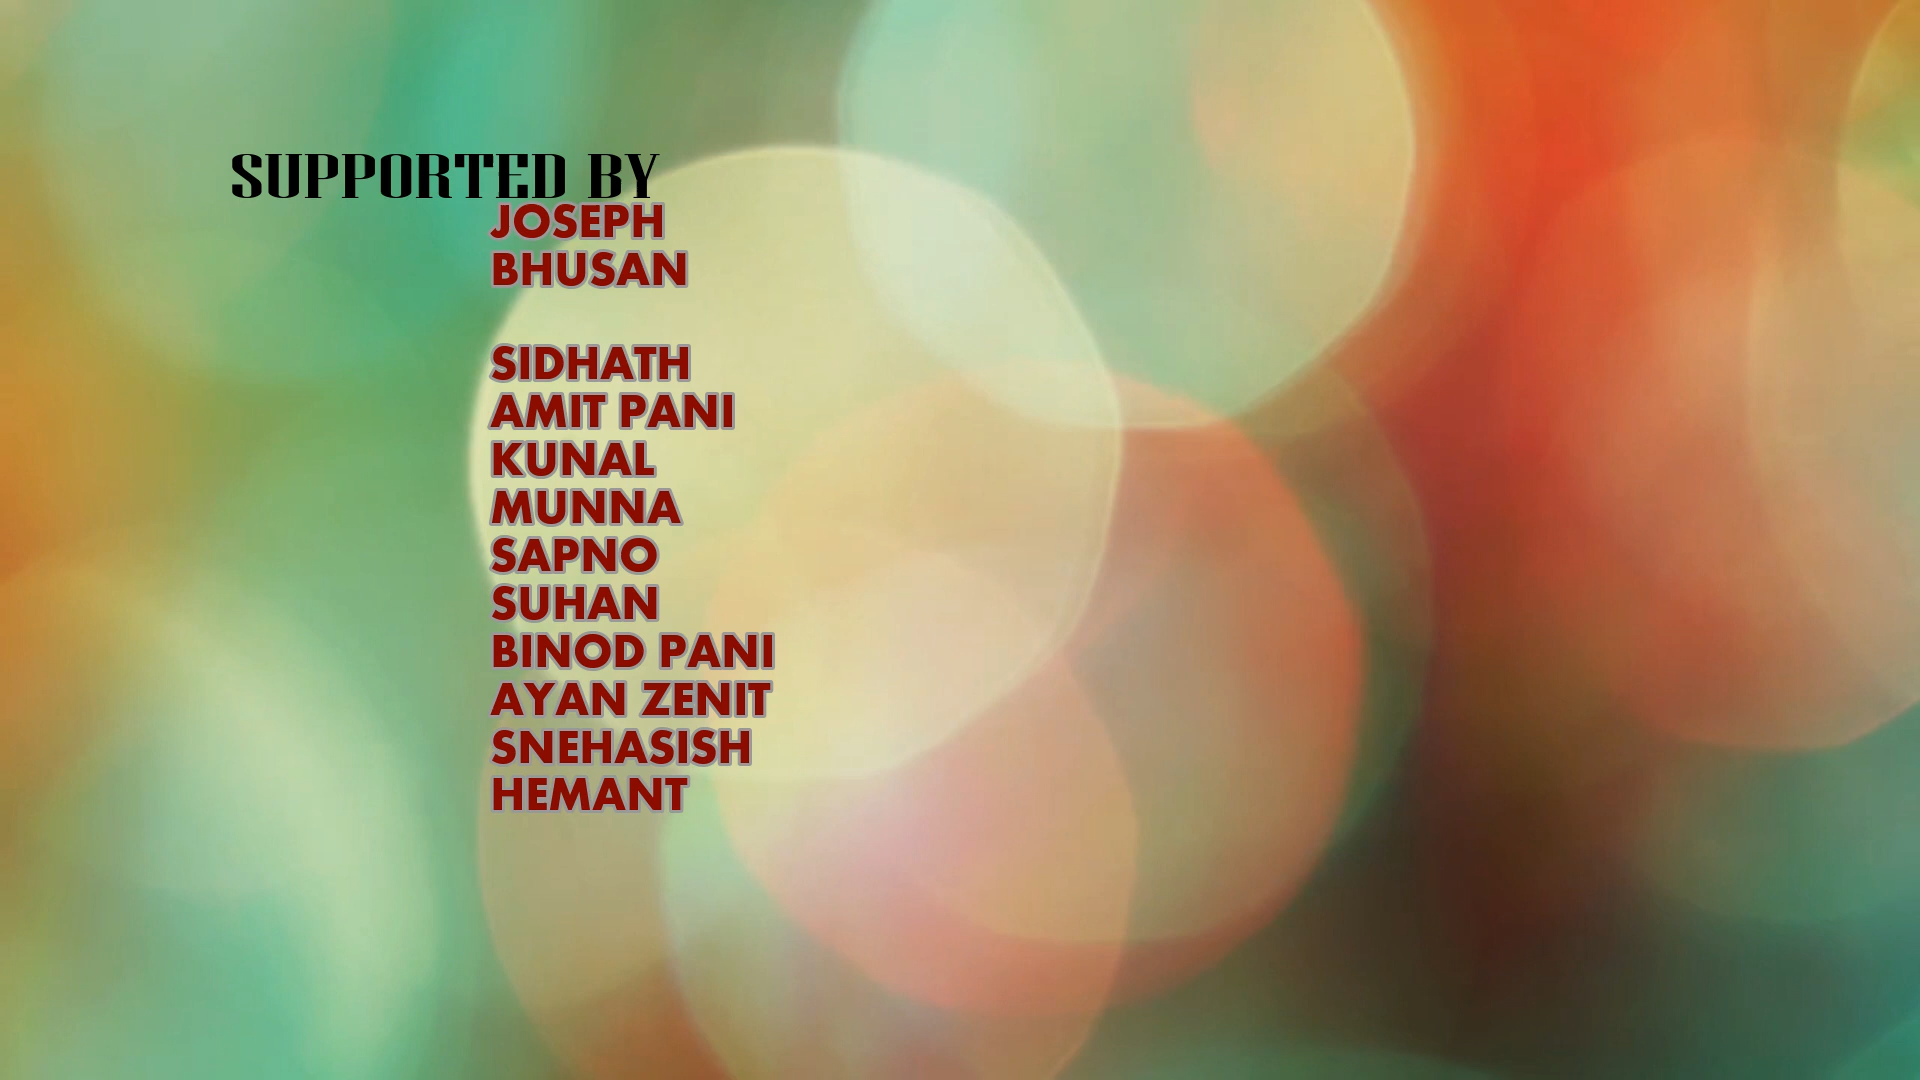 SUPPORTED BY
JOSEPH
BHUSAN
SIDHATH
AMIT PANI
KUNAL
MUNNA
SAPNO
SUHAN
BINOD PANI
AYAN ZENIT
SNEHASISH
HEMANT